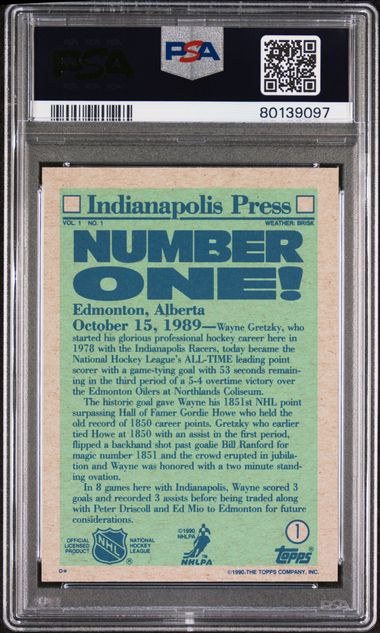 PSA
PSA
80139097
Indianapolis Press
VOL. 1 NO. 1 WEATHER: BRISK
NUMBER
ONE!
Edmonton, Alberta
October 15, 1989—Wayne Gretzky, who
started his glorious professional hockey career here in
1978 with the Indianapolis Racers, today became the
National Hockey League's ALL-TIME leading point
scorer with a game-tying goal with 53 seconds remain-
ing in the third period of a 5-4 overtime victory over
the Edmonton Oilers at Northlands Coliseum.
The historic goal gave Wayne his 1851st NHL point
surpassing Hall of Famer Gordie Howe who held the
old record of 1850 career points. Gretzky who earlier
tied Howe at 1850 with an assist in the first period,
flipped a backhand shot past goalie Bill Ranford for
magic number 1851 and the crowd erupted in jubila-
tion and Wayne was honored with a two minute stand-
ing ovation.
In 8 games here with Indianapolis, Wayne scored 3
goals and recorded 3 assists before being traded along
with Peter Driscoll and Ed Mio to Edmonton for future
considerations.
OFFICIAL LICENSED PRODUCT
NHL
NATIONAL HOCKEY LEAGUE
©1990 NHLPA
NHLPA
1
Topps
D*
©1990 THE TOPPS COMPANY, INC.